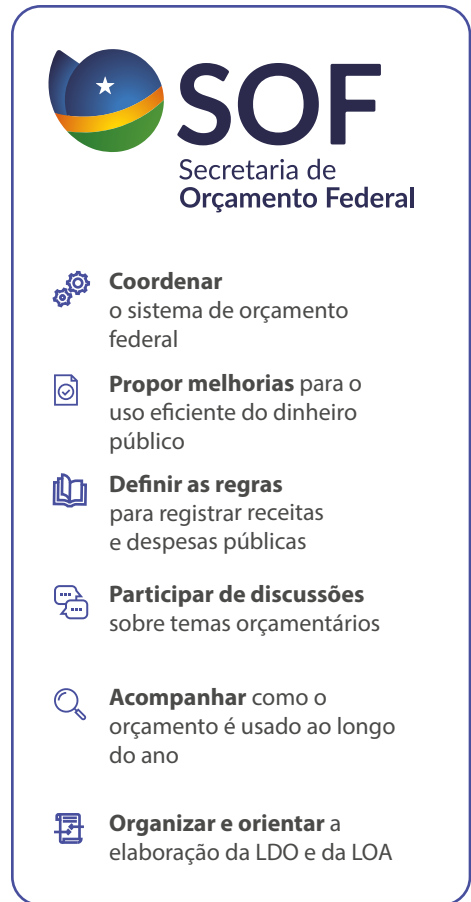 SOF
Secretaria de
Orçamento Federal
Coordenar
o sistema de orçamento
federal
Propor melhorias para o
uso eficiente do dinheiro
público
Definir as regras
para registrar receitas
e despesas públicas
Participar de discussões
sobre temas orçamentários
Acompanhar como o
orçamento é usado ao longo
do ano
Organizar e orientar a
elaboração da LDO e da LOA